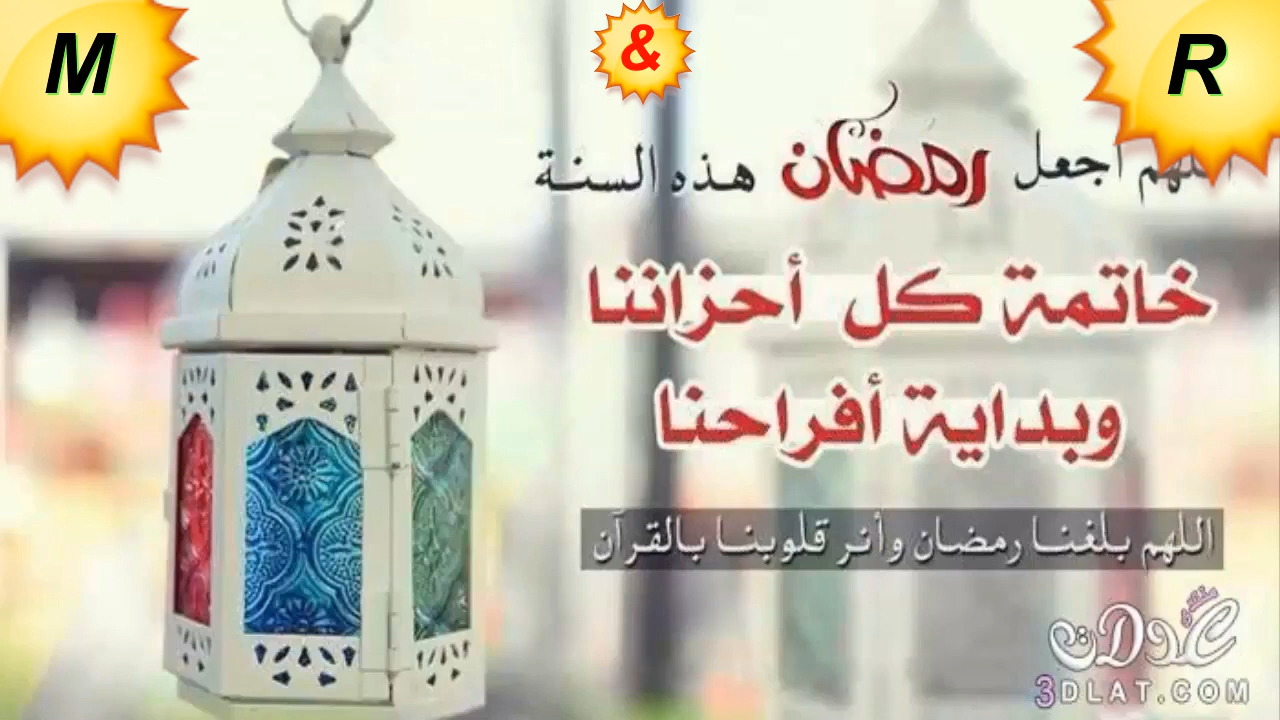 M & R
اللهم اجعل رمضان هذه السنة
خاتمة كل أحزاننا
وبداية أفراحنا
اللهم بلغنا رمضان وأنر قلوبنا بالقرآن
منتدى
عدلات
3DLAT.COM